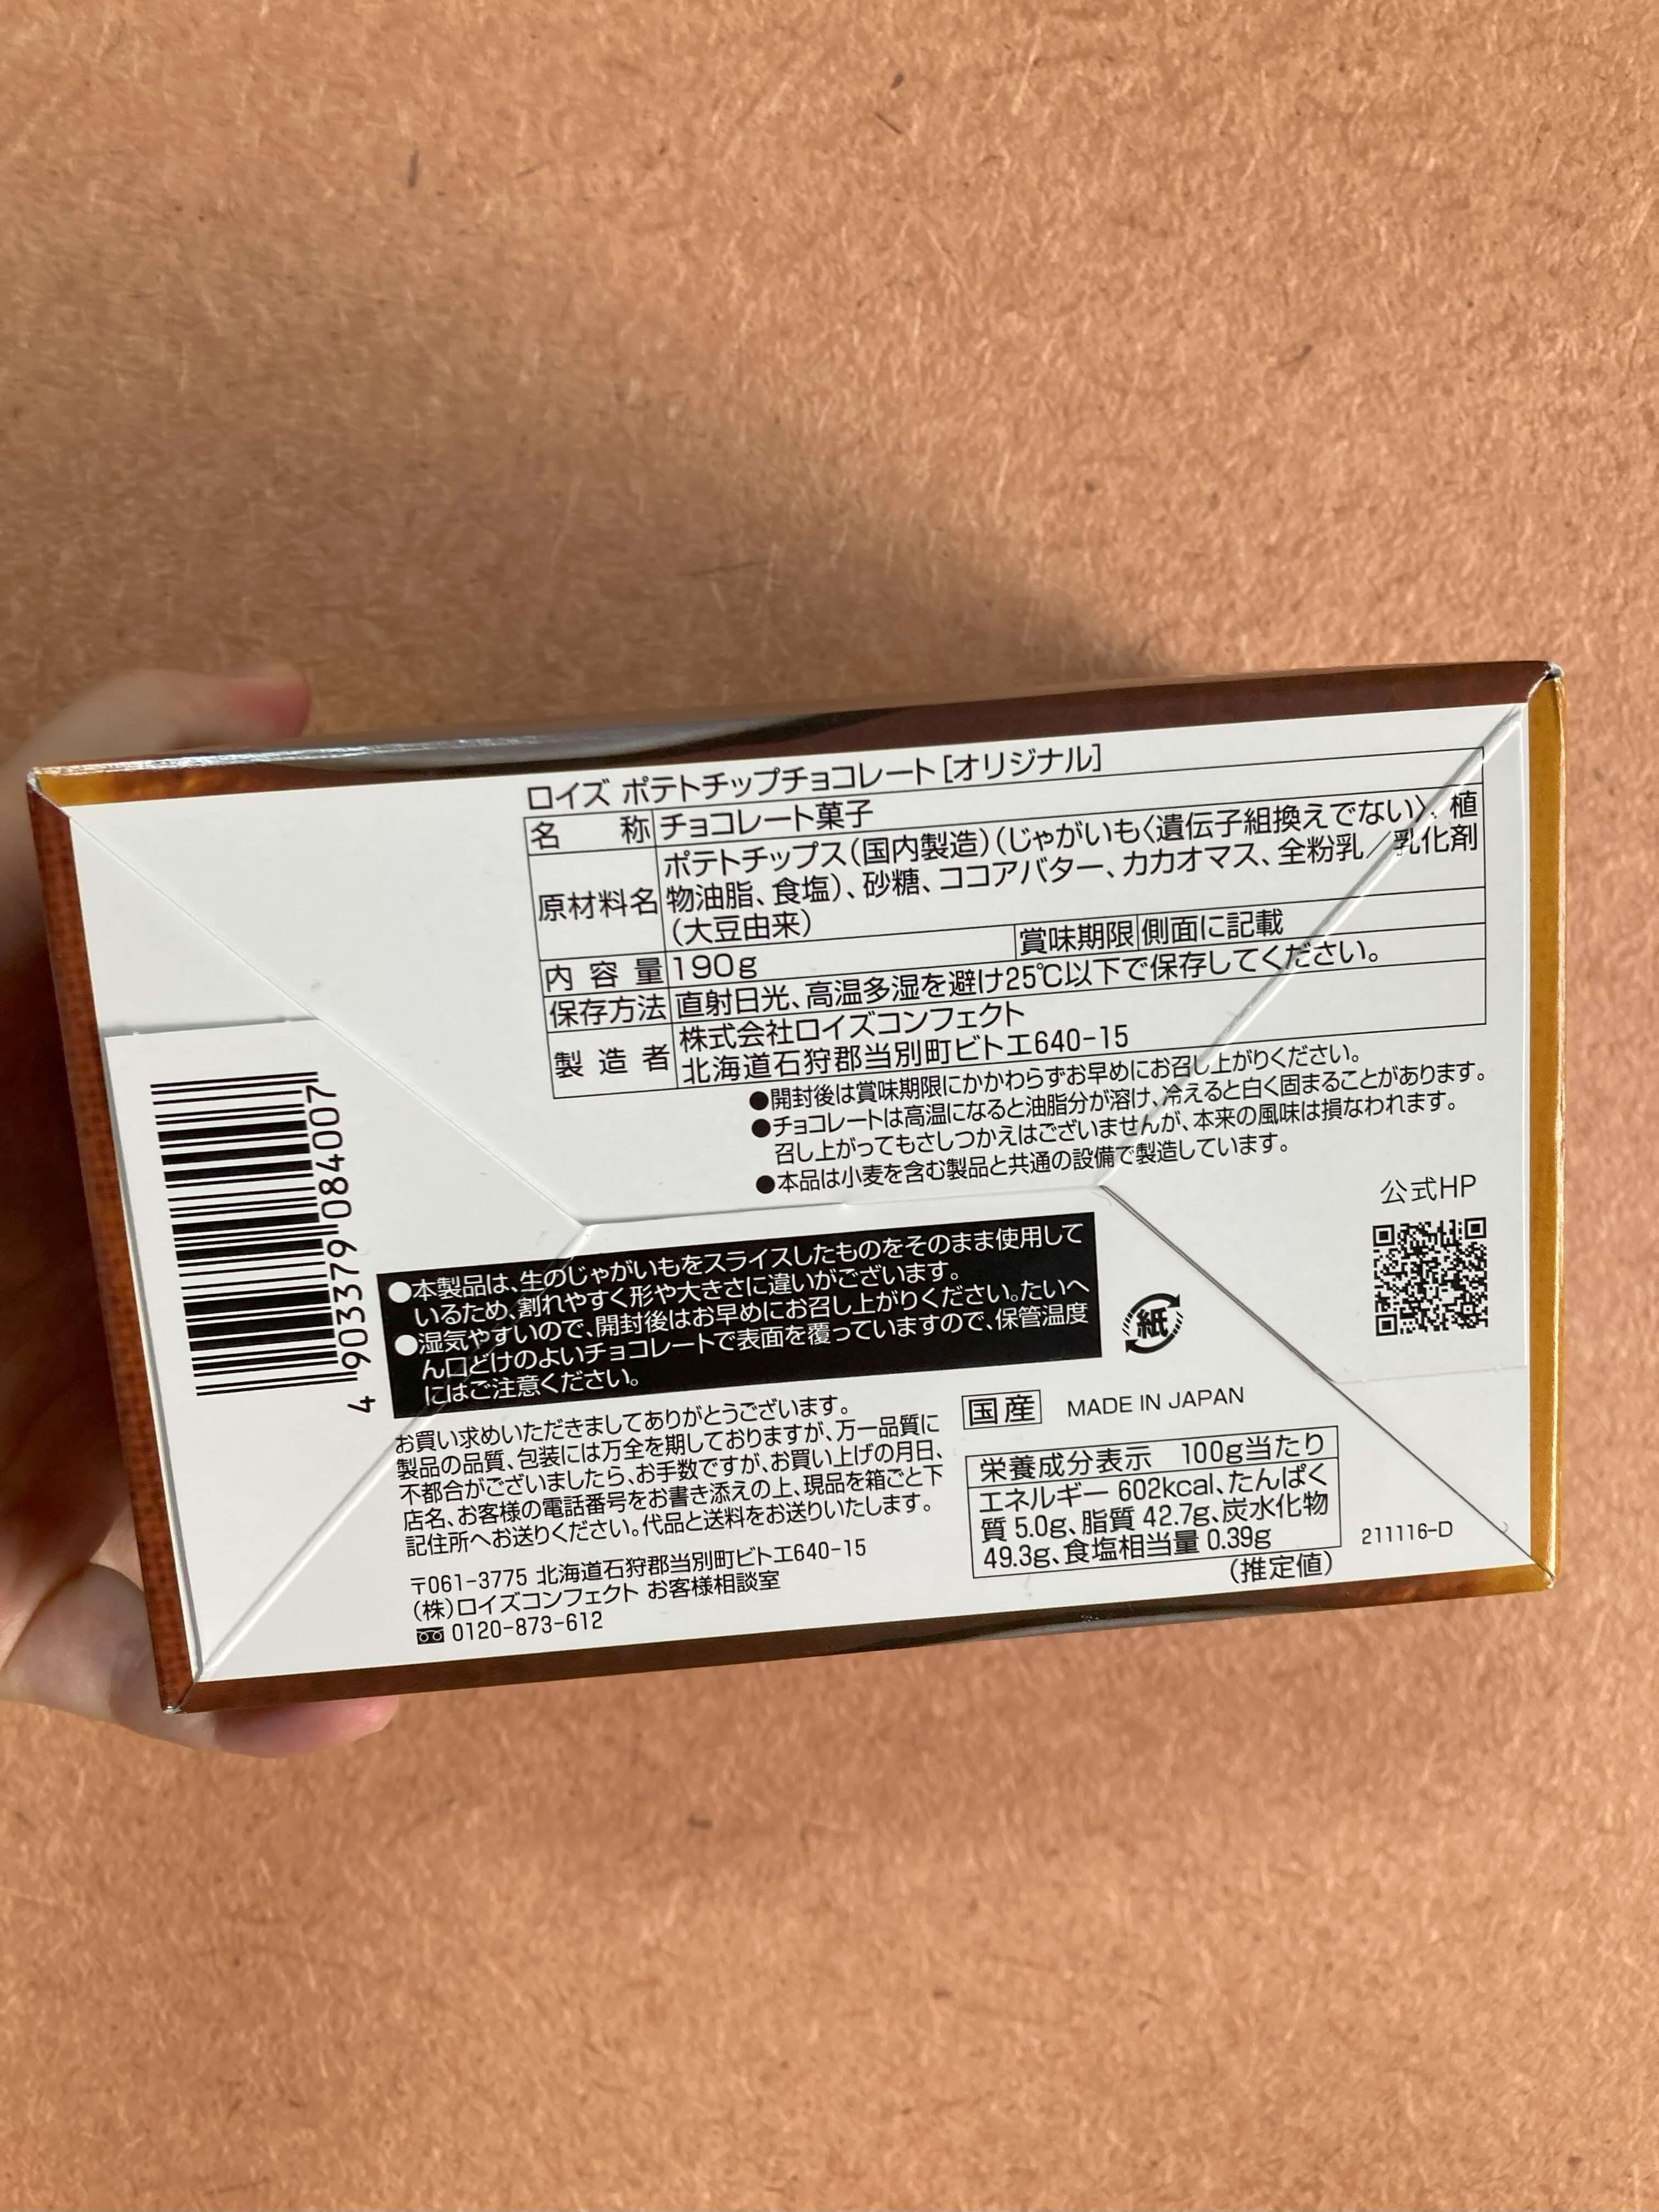 ロイズ ポテトチップチョコレート[オリジナル]
名称 チョコレート菓子
原材料名 ポテトチップス(国内製造)(じゃがいも〈遺伝子組換えでない〉、植
物油脂、食塩)、砂糖、ココアバター、カカオマス、全粉乳/乳化剤
(大豆由来)
内容量 190g 賞味期限 側面に記載
保存方法 直射日光、高温多湿を避け25℃以下で保存してください。
製造者 株式会社ロイズコンフェクト
北海道石狩郡当別町ビトエ640-15
●開封後は賞味期限にかかわらずお早めにお召し上がりください。
●チョコレートは高温になると油脂分が溶け、冷えると白く固まることがあります。
召し上がってもさしつかえはございませんが、本来の風味は損なわれます。
●本品は小麦を含む製品と共通の設備で製造しています。
公式HP
4 903379 084007
●本製品は、生のじゃがいもをスライスしたものをそのまま使用して
いるため、割れやすく形や大きさに違いがございます。
●湿気やすいので、開封後はお早めにお召し上がりください。たいへ
ん口どけのよいチョコレートで表面を覆っていますので、保管温度
にはご注意ください。
紙
お買い求めいただきましてありがとうございます。
製品の品質、包装には万全を期しておりますが、万一品質に
不都合がございましたら、お手数ですが、お買い上げの月日、
店名、お客様の電話番号をお書き添えの上、現品を箱ごと下
記住所へお送りください。代品と送料をお送りいたします。
〒061-3775 北海道石狩郡当別町ビトエ640-15
(株)ロイズコンフェクト お客様相談室
0120-873-612
国産 MADE IN JAPAN
栄養成分表示 100g当たり
エネルギー 602kcal、たんぱく
質 5.0g、脂質 42.7g、炭水化物
49.3g、食塩相当量 0.39g
(推定値)
211116-D